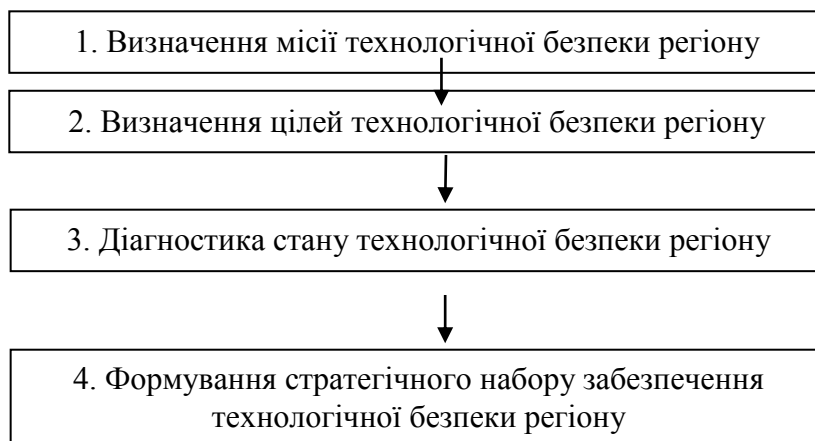 1. Визначення місії технологічної безпеки регіону
2. Визначення цілей технологічної безпеки регіону
3. Діагностика стану технологічної безпеки регіону
4. Формування стратегічного набору забезпечення
технологічної безпеки регіону